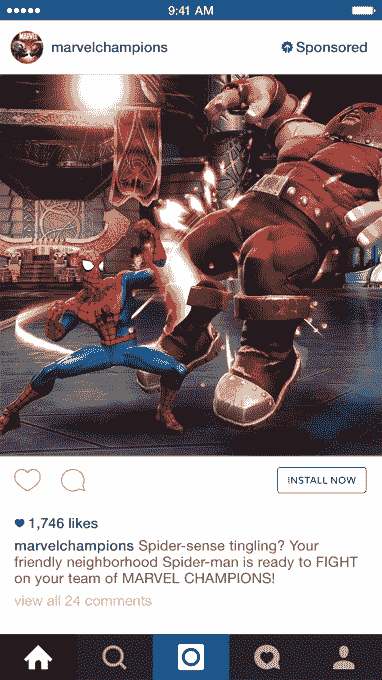 9:41 AM
MARVEL
marvelchampions
Sponsored
INSTALL NOW
1,746 likes
marvelchampions Spider-sense tingling? Your
friendly neighborhood Spider-man is ready to FIGHT
on your team of MARVEL CHAMPIONS!
view all 24 comments